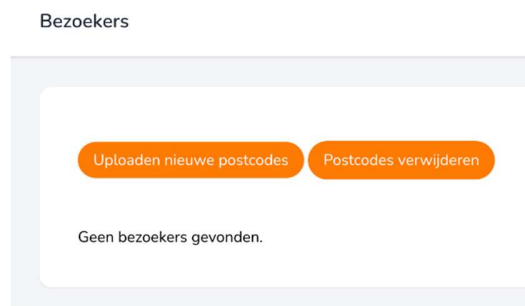 Bezoekers
Uploaden nieuwe postcodes Postcodes verwijderen
Geen bezoekers gevonden.